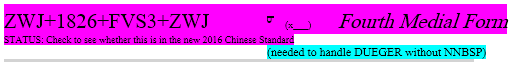 ZWJ+1826+FVS3+ZWJ (x___) Fourth Medial Form
STATUS: Check to see whether this is in the new 2016 Chinese Standard
(needed to handle DUEGER without NNBSP)